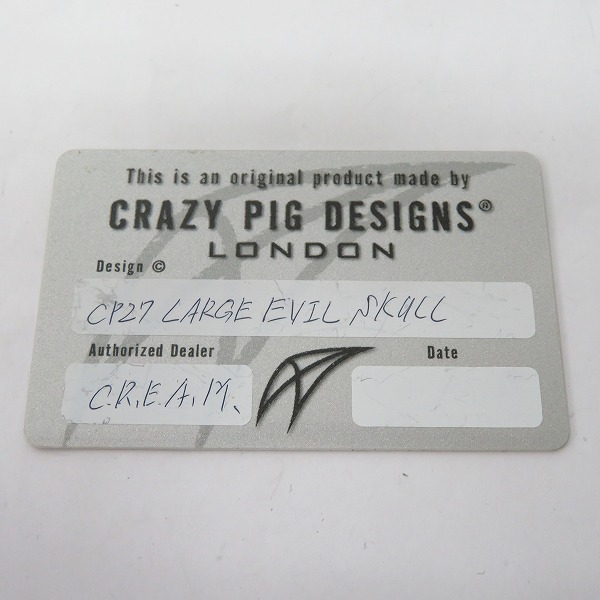 This is an original product made by
CRAZY PIG DESIGNS®
LONDON
Design ©
CP27 LARGE EVIL SKULL
Authorized Dealer
Date
C.R.E.A.M.